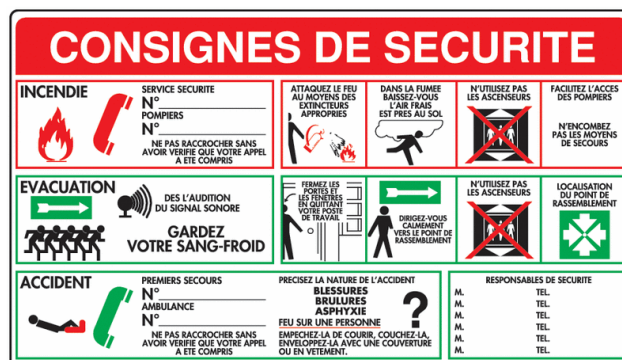 CONSIGNES DE SECURITE
INCENDIE
SERVICE SECURITE
N°
POMPIERS
N°
NE PAS RACCROCHER SANS
AVOIR VERIFIE QUE VOTRE APPEL
A ETE COMPRIS
ATTAQUEZ LE FEU
AU MOYENS DES
EXTINCTEURS
APPROPRIES
DANS LA FUMEE
BAISSEZ-VOUS
L'AIR FRAIS
EST PRES AU SOL
N'UTILISEZ PAS
LES ASCENSEURS
FACILITEZ L'ACCES
DES POMPIERS
N'ENCOMBEZ
PAS LES MOYENS
DE SECOURS
EVACUATION
DES L'AUDITION
DU SIGNAL SONORE
GARDEZ
VOTRE SANG-FROID
FERMEZ LES
PORTES ET
LES FENETRES
EN QUITTANT
VOTRE POSTE
DE TRAVAIL
DIRIGEZ-VOUS
CALMEMENT
VERS LE POINT DE
RASSEMBLEMENT
N'UTILISEZ PAS
LES ASCENSEURS
LOCALISATION
DU POINT DE
RASSEMBLEMENT
ACCIDENT
PREMIERS SECOURS
N°
AMBULANCE
N°
NE PAS RACCROCHER SANS
AVOIR VERIFIE QUE VOTRE APPEL
A ETE COMPRIS
PRECISEZ LA NATURE DE L'ACCIDENT
BLESSURES
BRULURES
ASPHYXIE
?
FEU SUR UNE PERSONNE
EMPECHEZ-LA DE COURIR, COUCHEZ-LA,
ENVELOPPEZ-LA AVEC UNE COUVERTURE
OU EN VETEMENT.
RESPONSABLES DE SECURITE
M. TEL.
M. TEL.
M. TEL.
M. TEL.
M. TEL.
M. TEL.